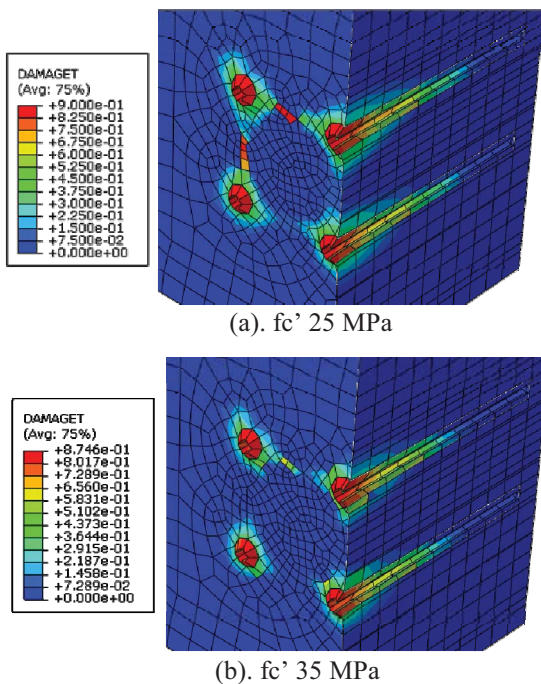 DAMAGET
(Avg: 75%)
+9.000e-01
+8.250e-01
+7.500e-01
+6.750e-01
+6.000e-01
+5.250e-01
+4.500e-01
+3.750e-01
+3.000e-01
+2.250e-01
+1.500e-01
+7.500e-02
+0.000e+00
(a). fc’ 25 MPa
DAMAGET
(Avg: 75%)
+8.746e-01
+8.017e-01
+7.289e-01
+6.560e-01
+5.831e-01
+5.102e-01
+4.373e-01
+3.644e-01
+2.915e-01
+2.187e-01
+1.458e-01
+7.289e-02
+0.000e+00
(b). fc’ 35 MPa